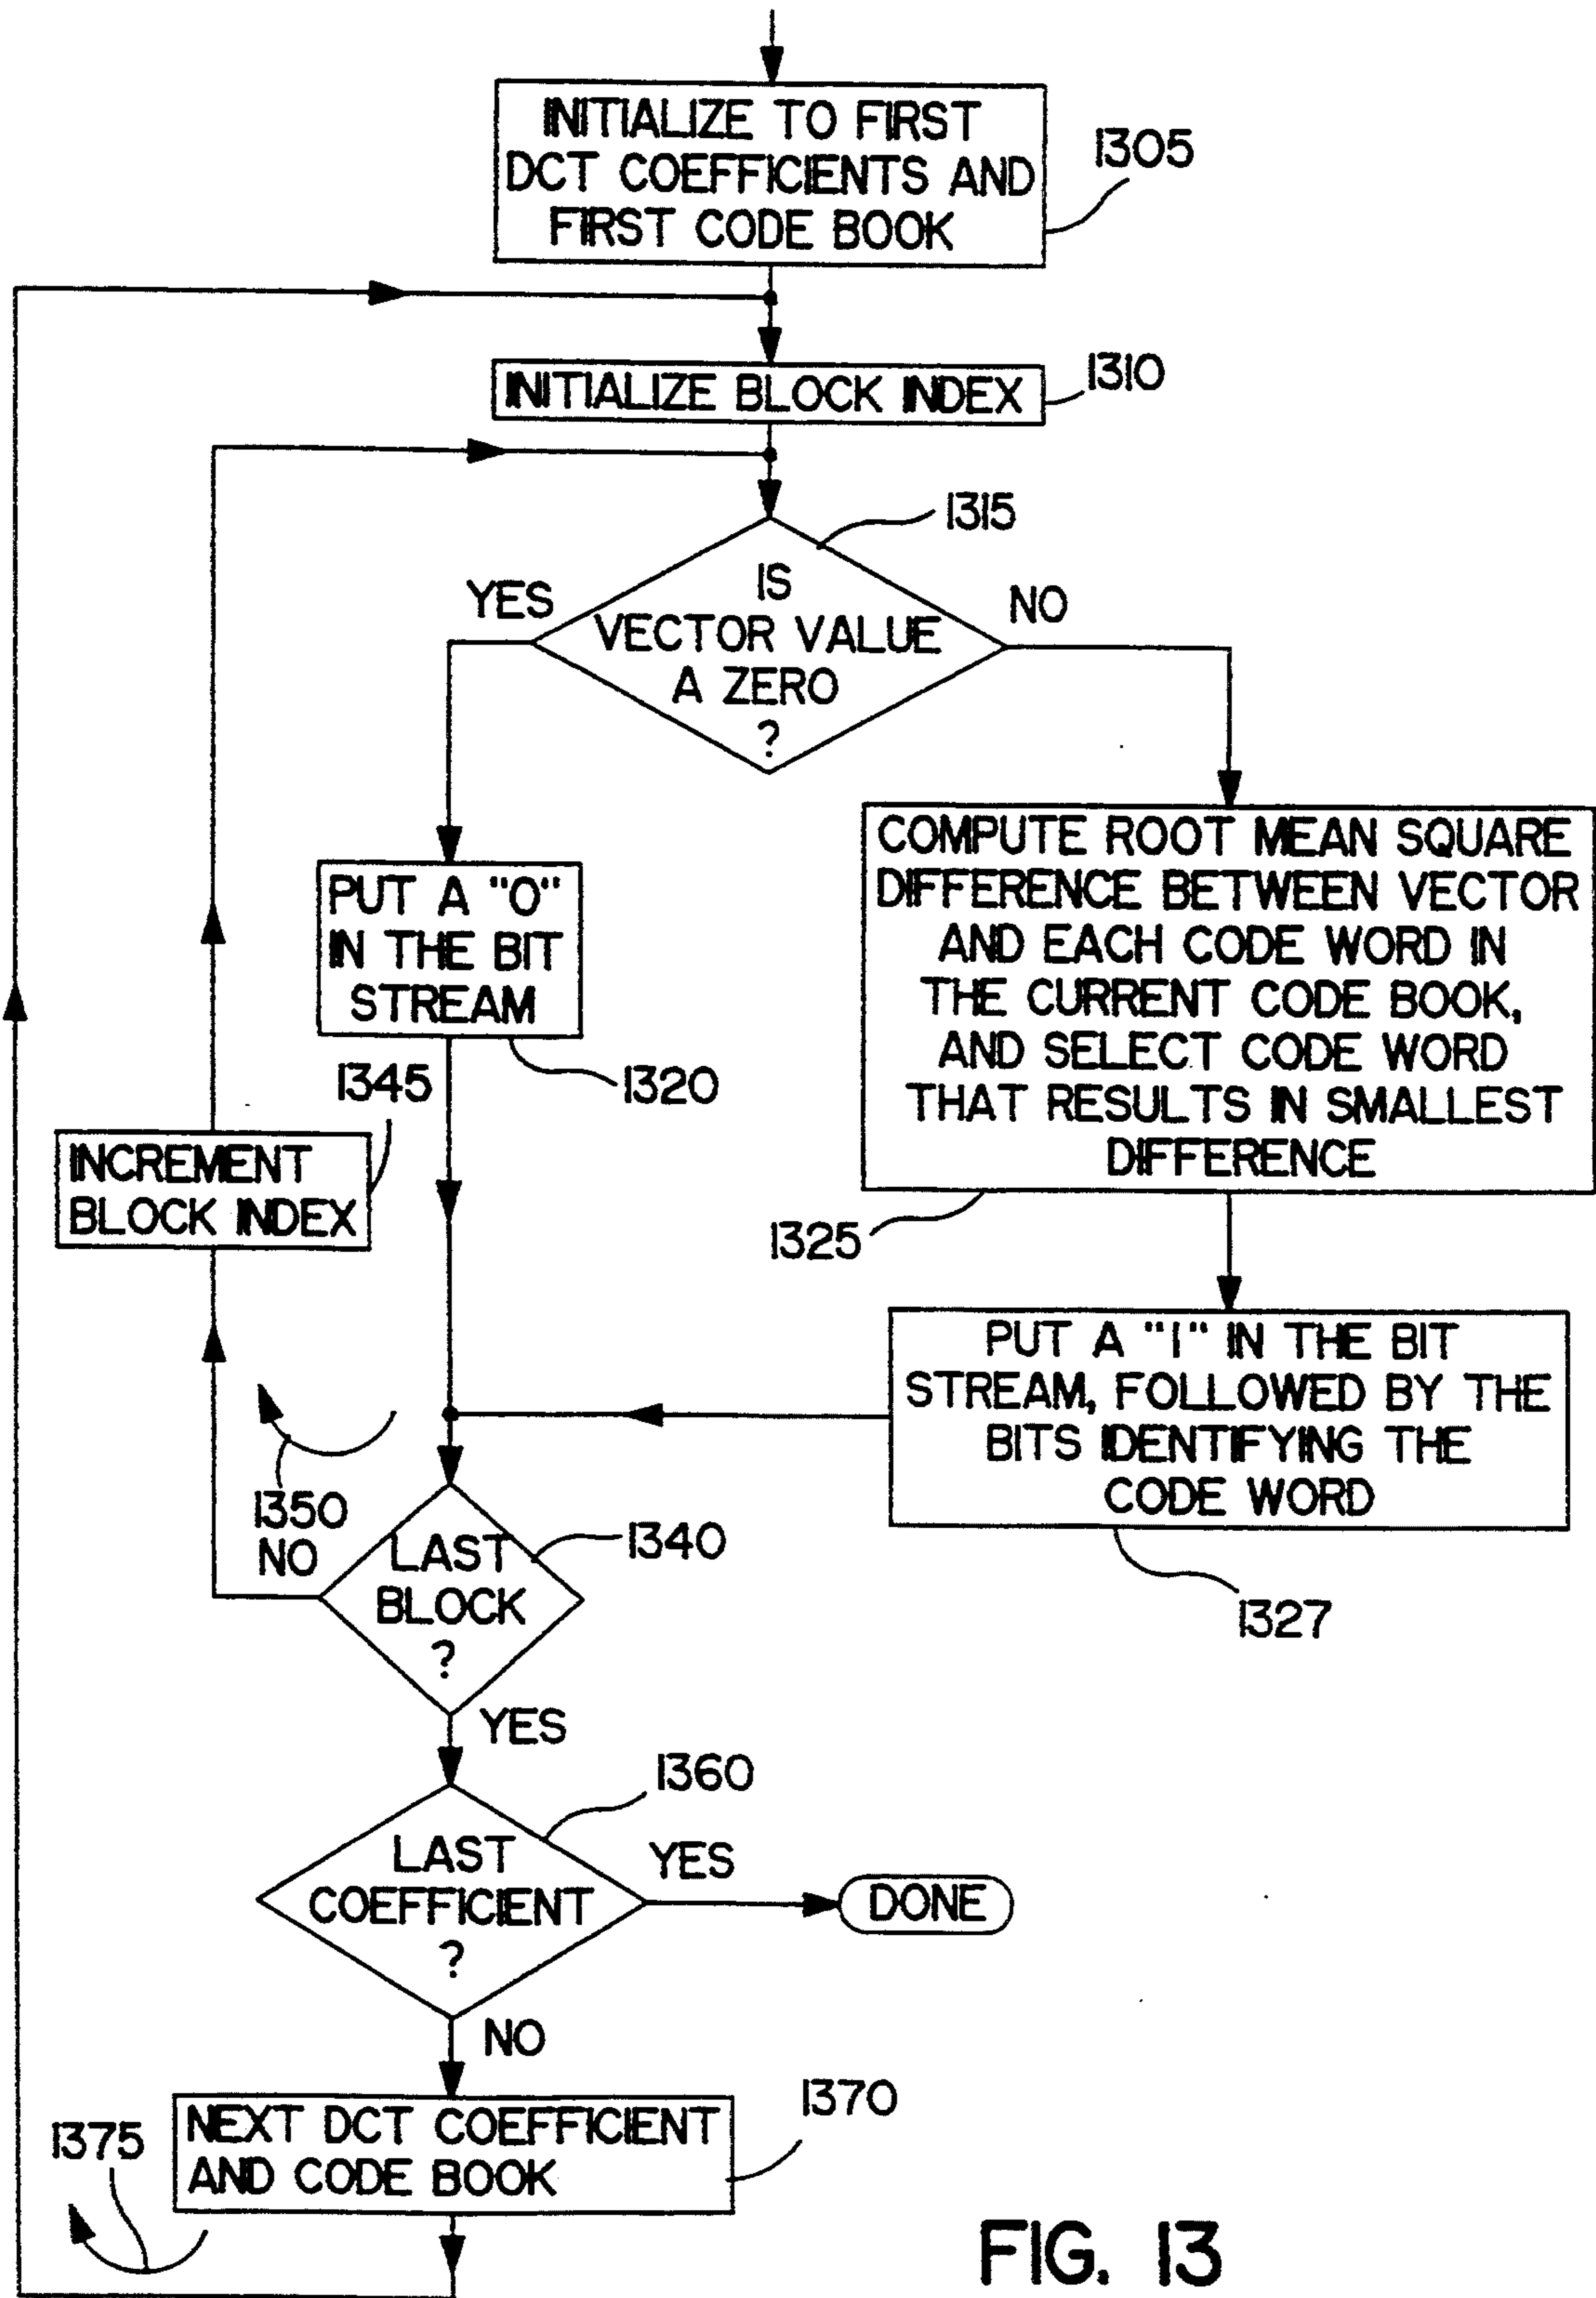 INITIALIZE TO FIRST
DCT COEFFICIENTS AND
FIRST CODE BOOK
1305
INITIALIZE BLOCK INDEX
1310
1315
IS
VECTOR VALUE
A ZERO
?
YES
NO
PUT A "0"
IN THE BIT
STREAM
1320
COMPUTE ROOT MEAN SQUARE
DIFFERENCE BETWEEN VECTOR
AND EACH CODE WORD IN
THE CURRENT CODE BOOK,
AND SELECT CODE WORD
THAT RESULTS IN SMALLEST
DIFFERENCE
1325
1345
INCREMENT
BLOCK INDEX
PUT A "1" IN THE BIT
STREAM, FOLLOWED BY THE
BITS IDENTIFYING THE
CODE WORD
1327
1350
NO
LAST
BLOCK
?
1340
YES
1360
LAST
COEFFICIENT
?
YES
DONE
NO
NEXT DCT COEFFICIENT
AND CODE BOOK
1370
1375
FIG. 13